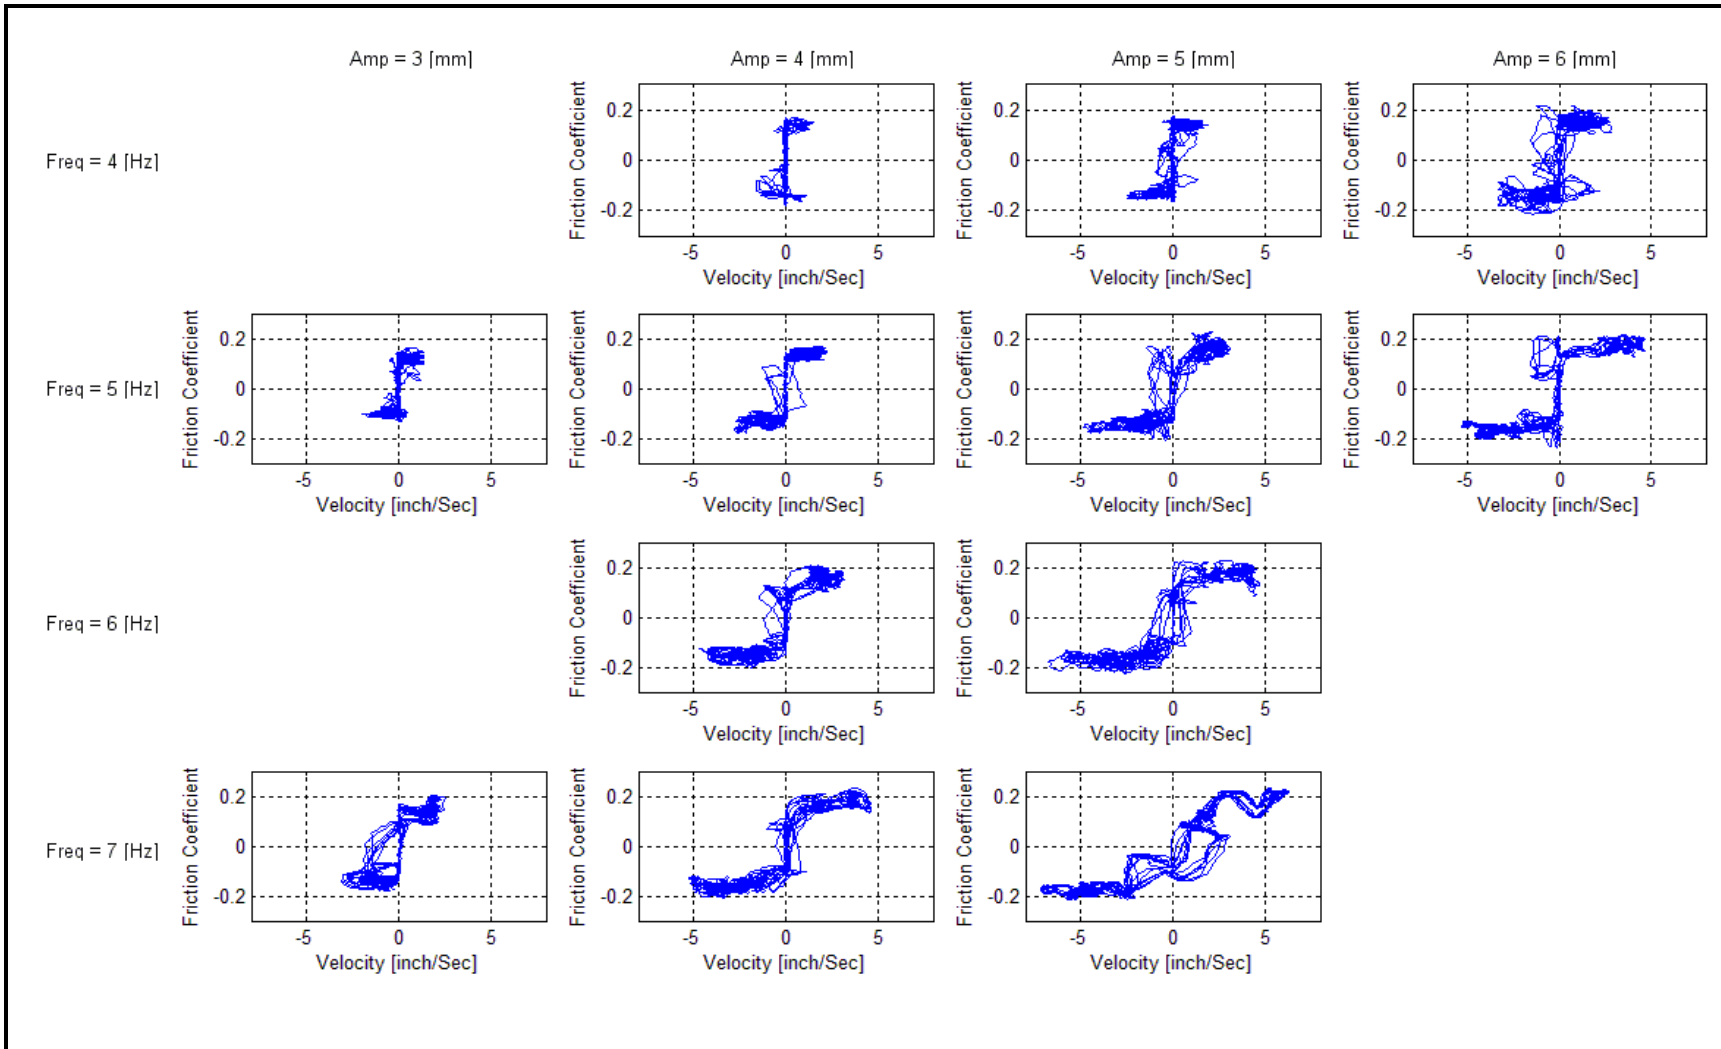 Amp = 3 [mm]
Amp = 4 [mm]
Amp = 5 [mm]
Amp = 6 [mm]
Freq = 4 [Hz]
Friction Coefficient
0.2
0
-0.2
-5
0
5
Velocity [inch/Sec]
Friction Coefficient
0.2
0
-0.2
-5
0
5
Velocity [inch/Sec]
Friction Coefficient
0.2
0
-0.2
-5
0
5
Velocity [inch/Sec]
Freq = 5 [Hz]
Friction Coefficient
0.2
0
-0.2
-5
0
5
Velocity [inch/Sec]
Friction Coefficient
0.2
0
-0.2
-5
0
5
Velocity [inch/Sec]
Friction Coefficient
0.2
0
-0.2
-5
0
5
Velocity [inch/Sec]
Friction Coefficient
0.2
0
-0.2
-5
0
5
Velocity [inch/Sec]
Freq = 6 [Hz]
Friction Coefficient
0.2
0
-0.2
-5
0
5
Velocity [inch/Sec]
Friction Coefficient
0.2
0
-0.2
-5
0
5
Velocity [inch/Sec]
Freq = 7 [Hz]
Friction Coefficient
0.2
0
-0.2
-5
0
5
Velocity [inch/Sec]
Friction Coefficient
0.2
0
-0.2
-5
0
5
Velocity [inch/Sec]
Friction Coefficient
0.2
0
-0.2
-5
0
5
Velocity [inch/Sec]